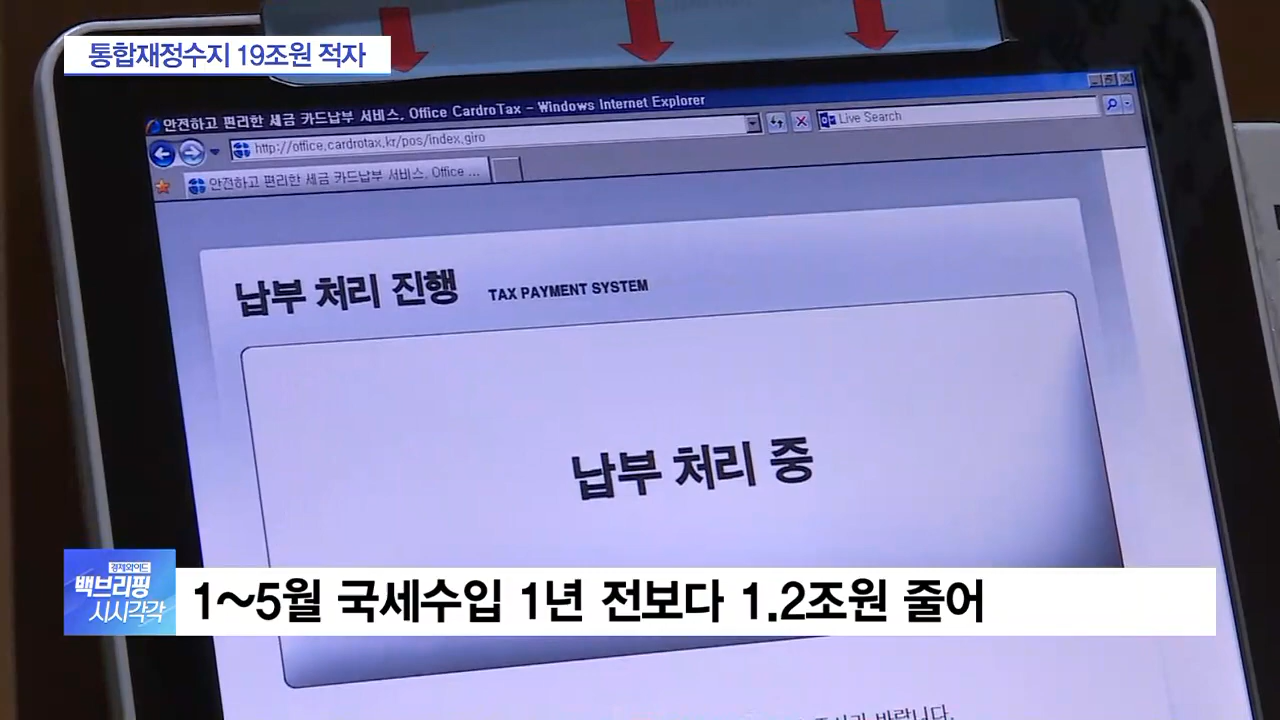 통합재정수지 19조원 적자
안전하고 편리한 세금 카드납부 서비스, Office CardroTax - Windows Internet Explorer
http://office.cardrotax.kr/pos/index.giro
Live Search
안전하고 편리한 세금 카드납부 서비스, Office ...
납부 처리 진행 TAX PAYMENT SYSTEM
납부 처리 중
경제와이드
백브리핑
시시각각
1~5월 국세수입 1년 전보다 1.2조원 줄어
바랍니다.